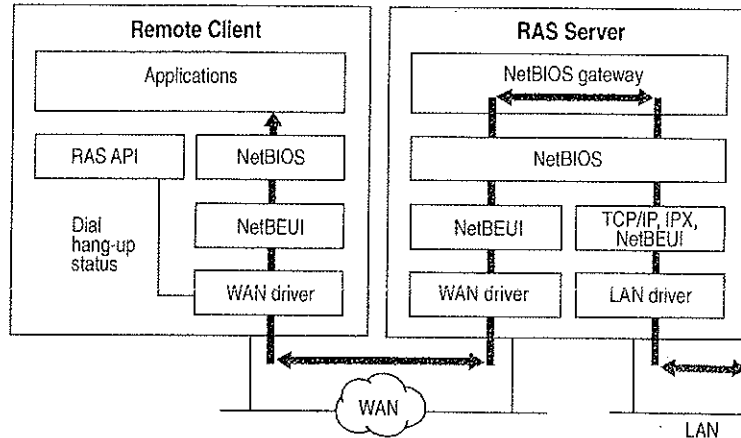 Remote Client
Applications
RAS API
NetBIOS
Dial
hang-up
status
NetBEUI
WAN driver
RAS Server
NetBIOS gateway
NetBIOS
NetBEUI
TCP/IP, IPX,
NetBEUI
WAN driver
LAN driver
WAN
LAN